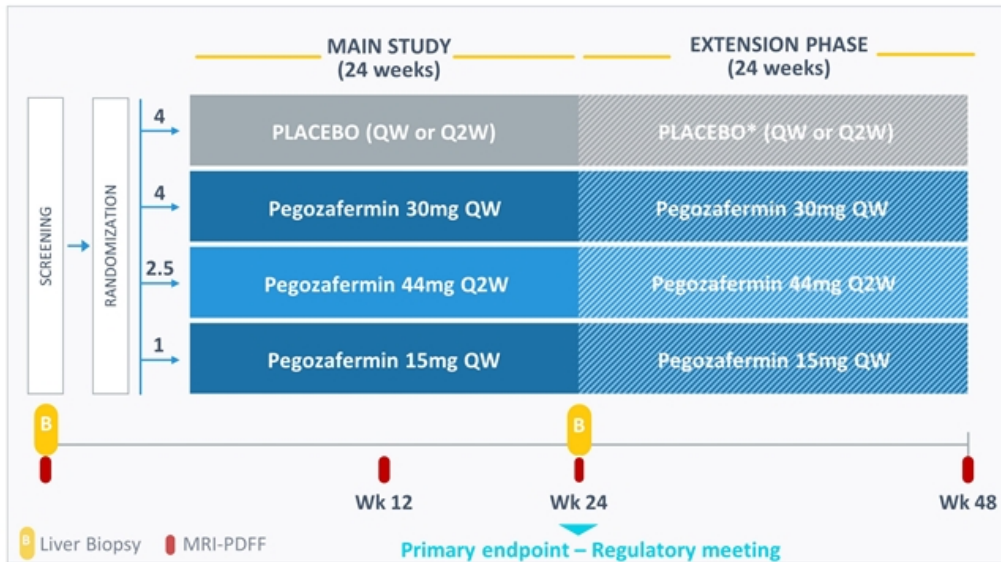 MAIN STUDY
(24 weeks)
EXTENSION PHASE
(24 weeks)
SCREENING
RANDOMIZATION
4
PLACEBO (QW or Q2W)
PLACEBO* (QW or Q2W)
4
Pegozafermin 30mg QW
Pegozafermin 30mg QW
2.5
Pegozafermin 44mg Q2W
Pegozafermin 44mg Q2W
1
Pegozafermin 15mg QW
Pegozafermin 15mg QW
B
B
Wk 12
Wk 24
Wk 48
B Liver Biopsy
MRI-PDFF
Primary endpoint – Regulatory meeting